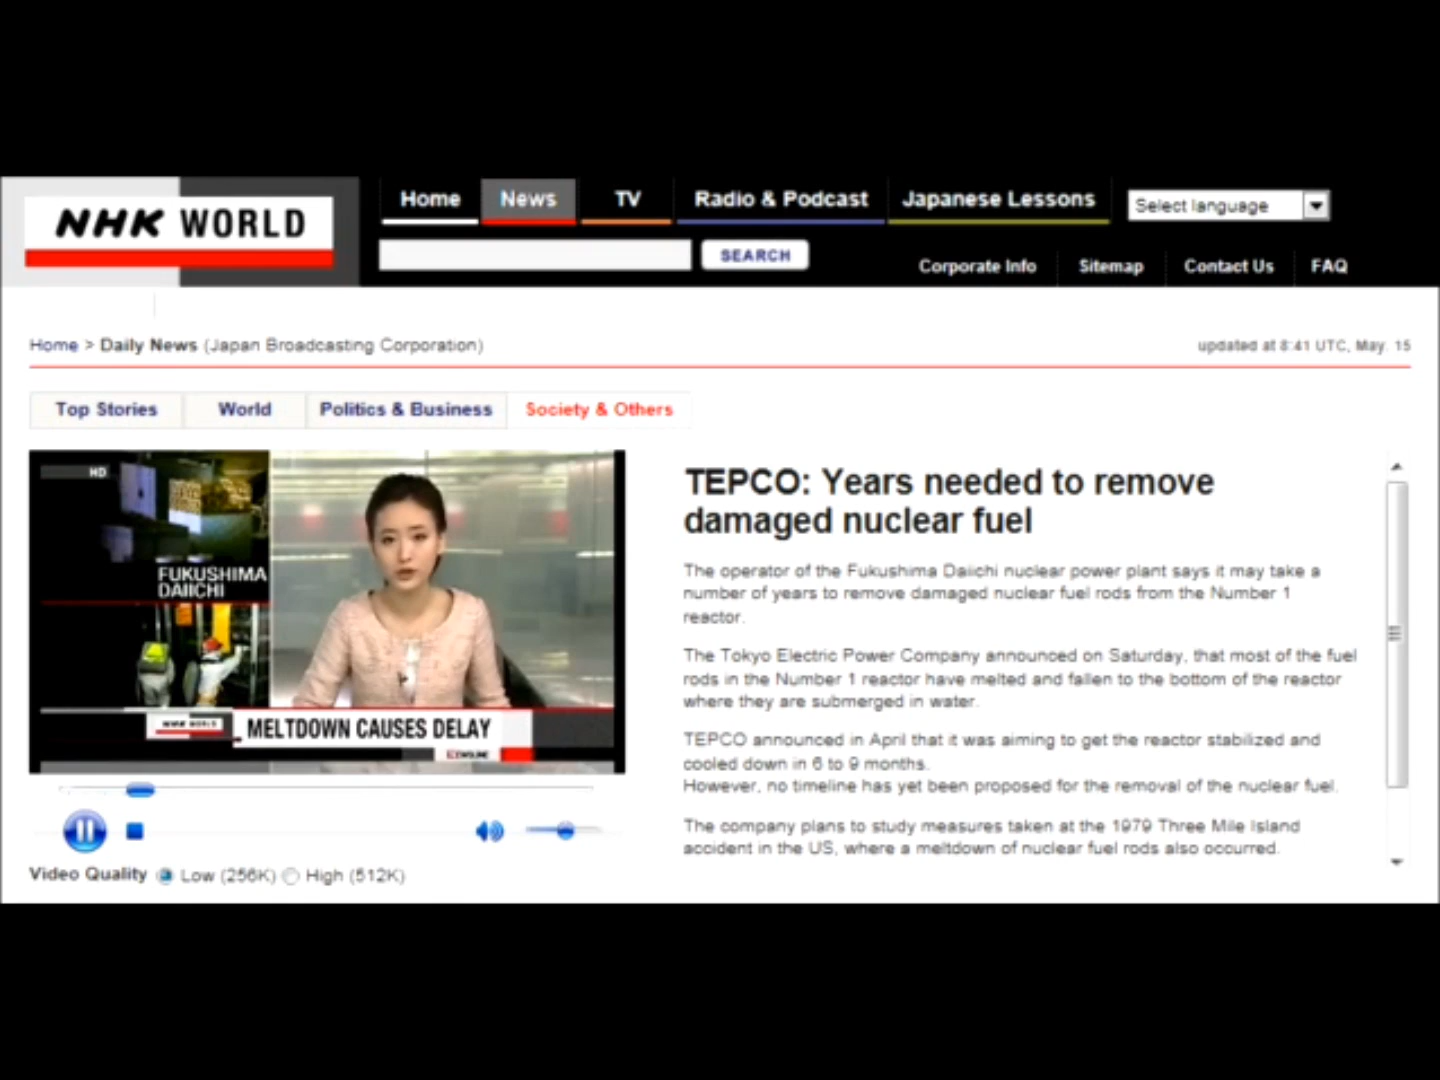 NHK WORLD
Home
News
TV
Radio & Podcast
Japanese Lessons
Select language
SEARCH
Corporate Info
Sitemap
Contact Us
FAQ
Home > Daily News (Japan Broadcasting Corporation)
updated at 8:41 UTC, May. 15
Top Stories
World
Politics & Business
Society & Others
HD
FUKUSHIMA
DAIICHI
NHK WORLD
MELTDOWN CAUSES DELAY
NEWSLINE
TEPCO: Years needed to remove
damaged nuclear fuel
The operator of the Fukushima Daiichi nuclear power plant says it may take a
number of years to remove damaged nuclear fuel rods from the Number 1
reactor.
The Tokyo Electric Power Company announced on Saturday, that most of the fuel
rods in the Number 1 reactor have melted and fallen to the bottom of the reactor
where they are submerged in water.
TEPCO announced in April that it was aiming to get the reactor stabilized and
cooled down in 6 to 9 months.
However, no timeline has yet been proposed for the removal of the nuclear fuel.
The company plans to study measures taken at the 1979 Three Mile Island
accident in the US, where a meltdown of nuclear fuel rods also occurred.
Video Quality Low (256K) High (512K)